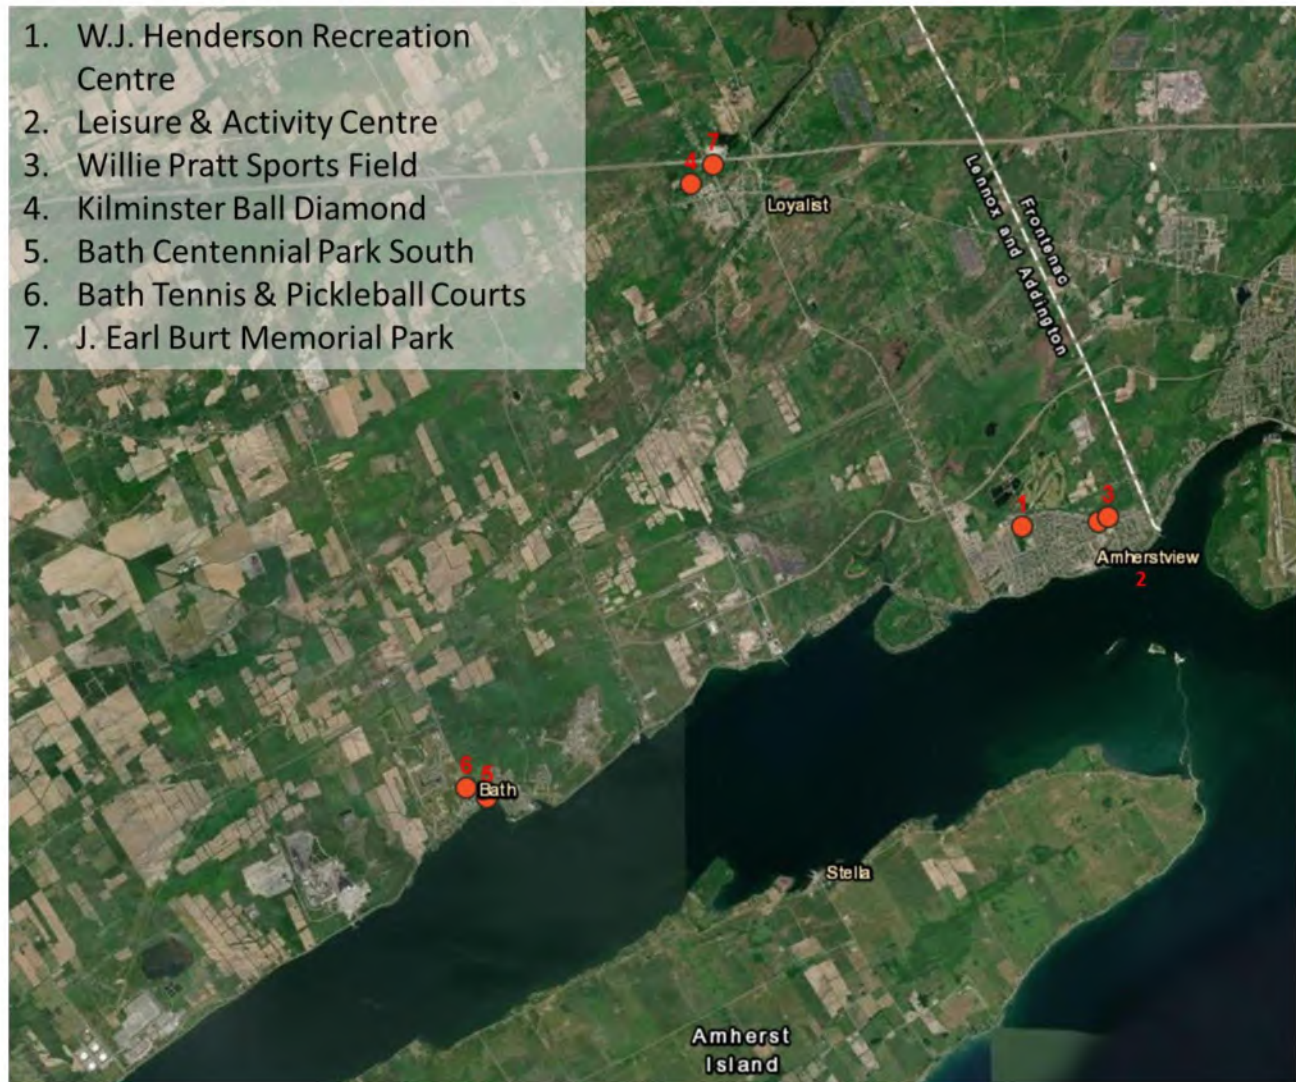 1. W.J. Henderson Recreation
Centre
2. Leisure & Activity Centre
3. Willie Pratt Sports Field
4. Kilminster Ball Diamond
5. Bath Centennial Park South
6. Bath Tennis & Pickleball Courts
7. J. Earl Burt Memorial Park
7
4
Loyalist
Frontenac
Lennox and Addington
1
3
Amherstview
2
6
5
Bath
Stella
Amherst
Island